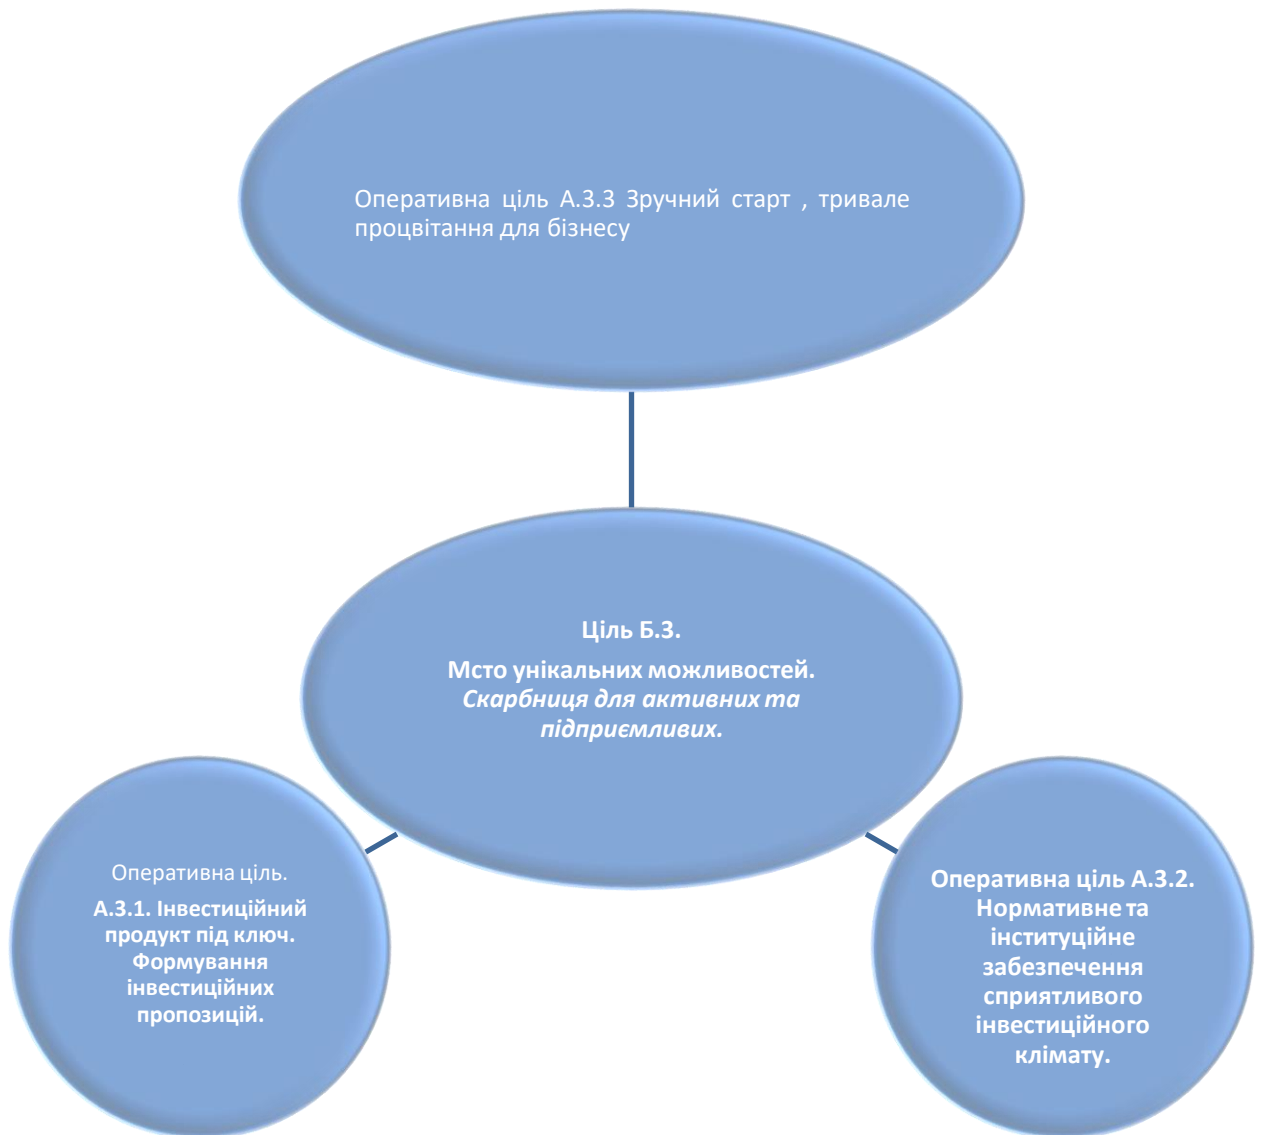 Оперативна ціль А.3.3 Зручний старт , тривале
процвітання для бізнесу
Ціль Б.3.
Мсто унікальних можливостей.
Скарбниця для активних та
підприємливих.
Оперативна ціль.
А.3.1. Інвестиційний
продукт під ключ.
Формування
інвестиційних
пропозицій.
Оперативна ціль А.3.2.
Нормативне та
інституційне
забезпечення
сприятливого
інвестиційного
клімату.